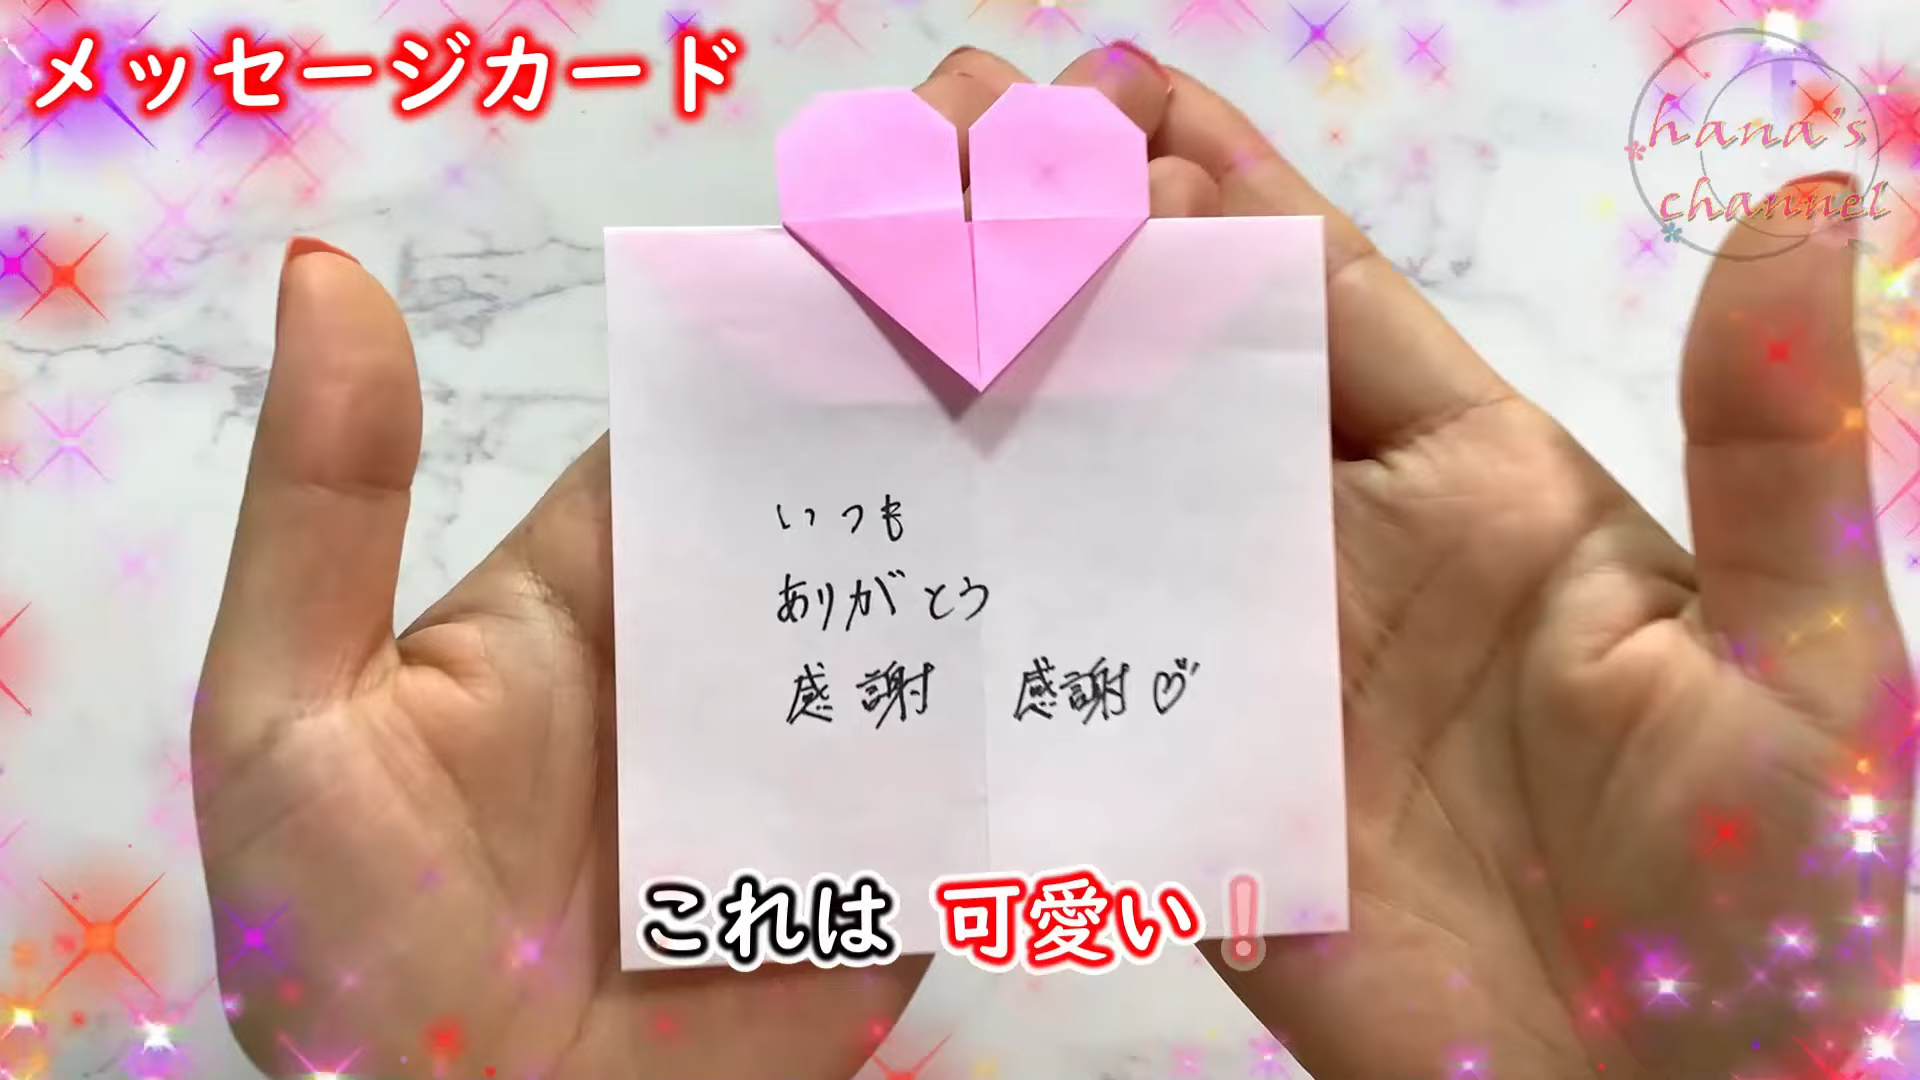 メッセージカード
hana's
channel
いつも
ありがとう
感謝 感謝♡
これは 可愛い!